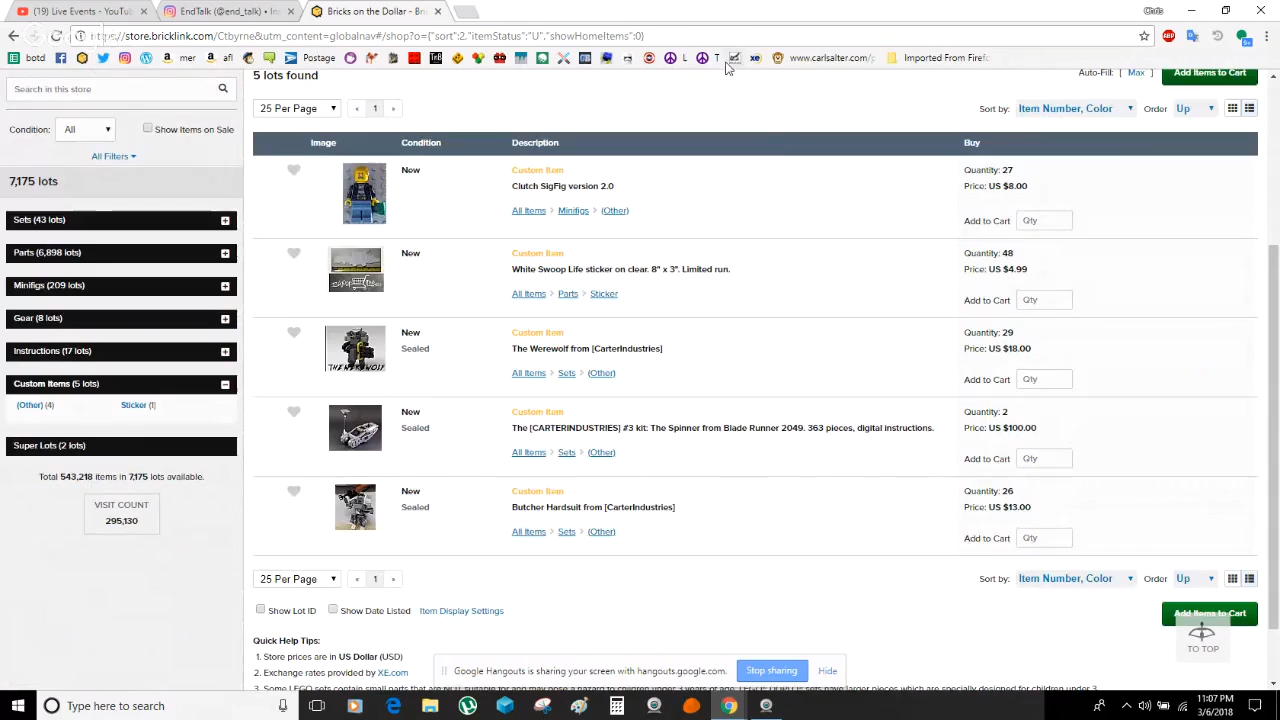 (19) Live Events - YouTub
EndTalk (@end_talk) • In
Bricks on the Dollar - Bri
Chris
https://store.bricklink.com/Ctbyrne&utm_content=globalnav#/shop?o={"sort":2,"itemStatus":"U","showHomeItems":0}
botd
mer
afl
Postage
TnB
L
T
xe
www.carlsalter.com/p
Imported From Firefo
5 lots found
Auto-Fill: [ Max ]
Add Items to Cart
Search in this store
25 Per Page
« 1 »
Sort by: Item Number, Color
Order Up
Condition: All
Show Items on Sale
All Filters
7,175 lots
Sets (43 lots)
Parts (6,898 lots)
Minifigs (209 lots)
Gear (8 lots)
Instructions (17 lots)
Custom Items (5 lots)
(Other) (4)
Sticker (1)
Super Lots (2 lots)
Total 543,218 items in 7,175 lots available.
VISIT COUNT
295,130
Image Condition Description Buy
New
Custom Item
Clutch SigFig version 2.0
All Items > Minifigs > (Other)
Quantity: 27
Price: US $8.00
Add to Cart Qty
New
Custom Item
White Swoop Life sticker on clear. 8" x 3". Limited run.
All Items > Parts > Sticker
Quantity: 48
Price: US $4.99
Add to Cart Qty
THE WEREWOLF
New
Sealed
Custom Item
The Werewolf from [CarterIndustries]
All Items > Sets > (Other)
Quantity: 29
Price: US $18.00
Add to Cart Qty
New
Sealed
Custom Item
The [CARTERINDUSTRIES] #3 kit: The Spinner from Blade Runner 2049. 363 pieces, digital instructions.
All Items > Sets > (Other)
Quantity: 2
Price: US $100.00
Add to Cart Qty
New
Sealed
Custom Item
Butcher Hardsuit from [CarterIndustries]
All Items > Sets > (Other)
Quantity: 26
Price: US $13.00
Add to Cart Qty
25 Per Page
« 1 »
Sort by: Item Number, Color
Order Up
Show Lot ID
Show Date Listed
Item Display Settings
Add Items to Cart
TO TOP
Quick Help Tips:
1. Store prices are in US Dollar (USD)
2. Exchange rates provided by XE.com
Google Hangouts is sharing your screen with hangouts.google.com.
Stop sharing
Hide
Type here to search
11:07 PM
3/6/2018